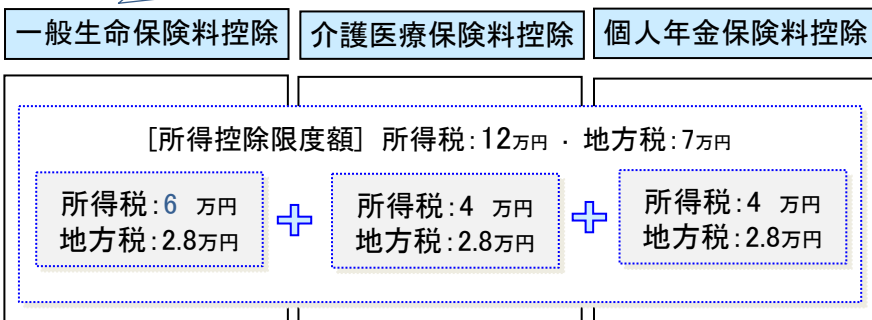 一般生命保険料控除
介護医療保険料控除
個人年金保険料控除
[所得控除限度額] 所得税:12万円 ・ 地方税:7万円
所得税:6 万円
地方税:2.8万円
所得税:4 万円
地方税:2.8万円
所得税:4 万円
地方税:2.8万円